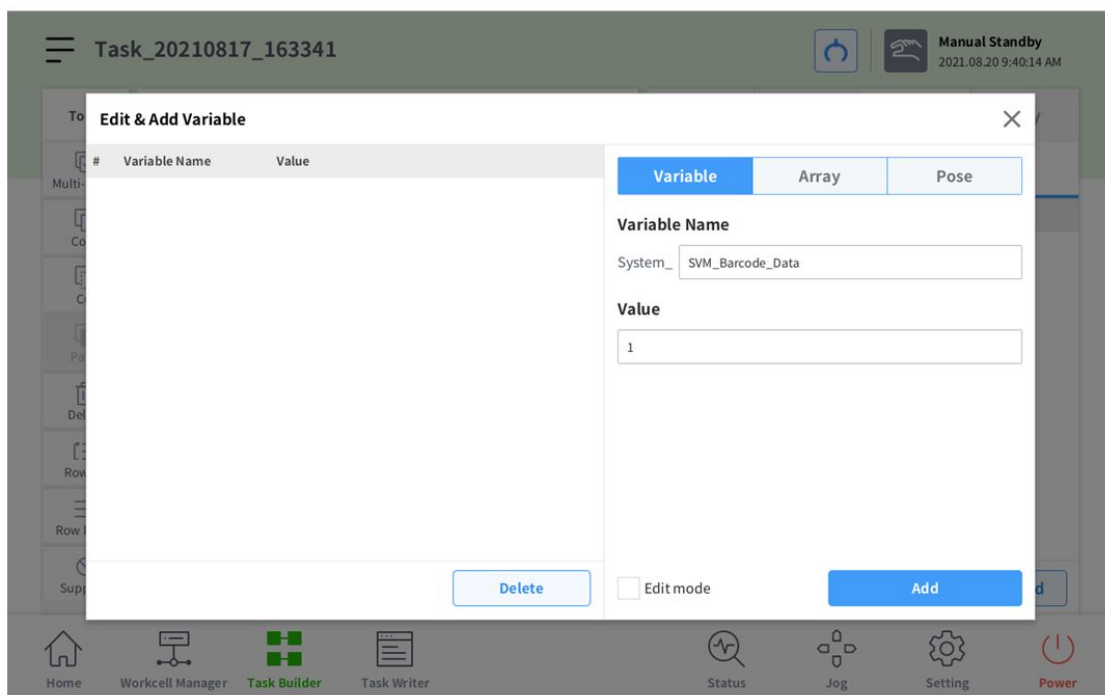 Task_20210817_163341
Manual Standby
2021.08.20 9:40:14 AM
Edit & Add Variable
# Variable Name Value
Variable Array Pose
Variable Name
System_ SVM_Barcode_Data
Value
1
Delete
Edit mode
Add
Home
Workcell Manager
Task Builder
Task Writer
Status
Jog
Setting
Power